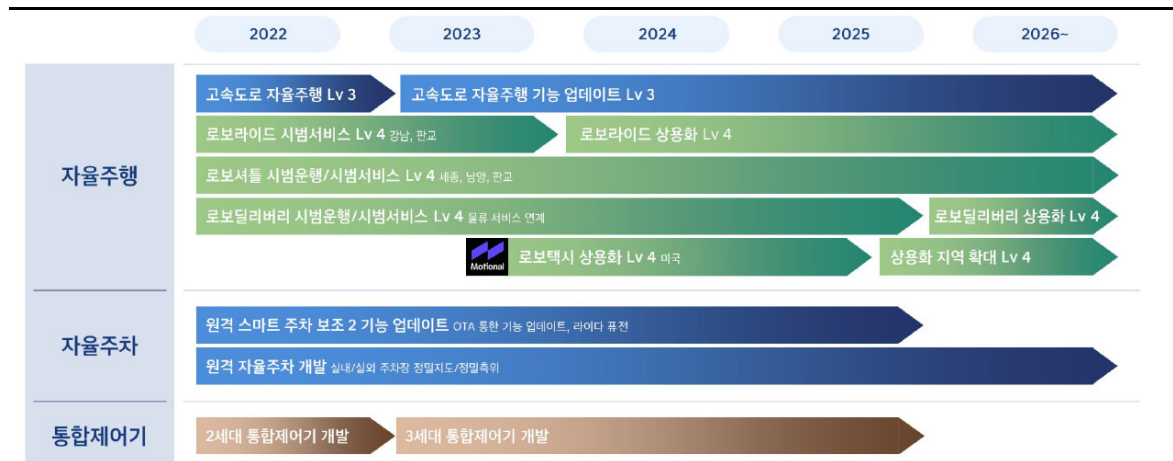 2022 2023 2024 2025 2026~
자율주행
고속도로 자율주행 Lv 3 고속도로 자율주행 기능 업데이트 Lv 3
로보라이드 시범서비스 Lv 4 강남, 판교 로보라이드 상용화 Lv 4
로보셔틀 시범운행/시범서비스 Lv 4 세종, 남양, 판교
로보딜리버리 시범운행/시범서비스 Lv 4 물류 서비스 연계 로보딜리버리 상용화 Lv 4
Motional 로보택시 상용화 Lv 4 미국 상용화 지역 확대 Lv 4
자율주차
원격 스마트 주차 보조 2 기능 업데이트 OTA 통한 기능 업데이트, 라이다 퓨전
원격 자율주차 개발 실내/실외 주차장 정밀지도/정밀측위
통합제어기
2세대 통합제어기 개발 3세대 통합제어기 개발